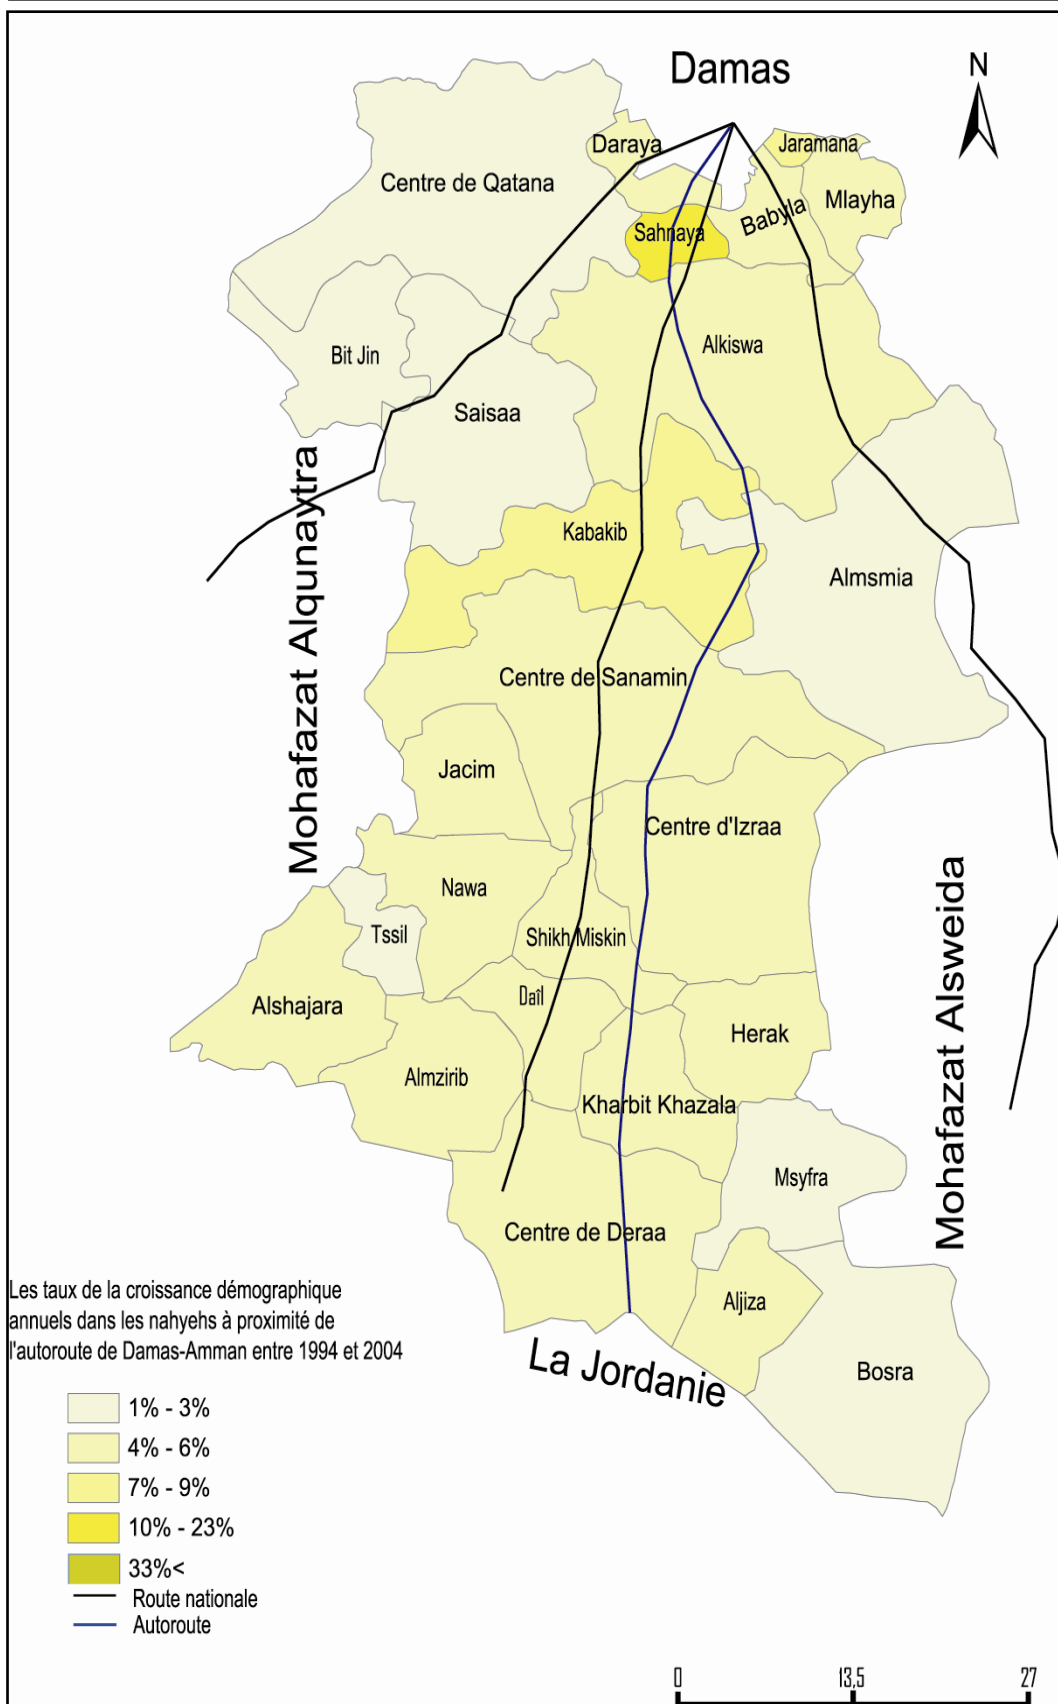 Damas
N
Daraya
Jaramana
Centre de Qatana
Mlayha
Babyla
Sahnaya
Bit Jin
Alkiswa
Saisaa
Mohafazat Alqunaytra
Kabakib
Almsmia
Centre de Sanamin
Jacim
Centre d'Izraa
Nawa
Tssil
Shikh Miskin
Mohafazat Alsweida
Daîl
Alshajara
Herak
Almzirib
Kharbit Khazala
Msyfra
Centre de Deraa
Aljiza
La Jordanie
Bosra
Les taux de la croissance démographique
annuels dans les nahyehs à proximité de
l'autoroute de Damas-Amman entre 1994 et 2004
1% - 3%
4% - 6%
7% - 9%
10% - 23%
33%<
Route nationale
Autoroute
0 13,5 27